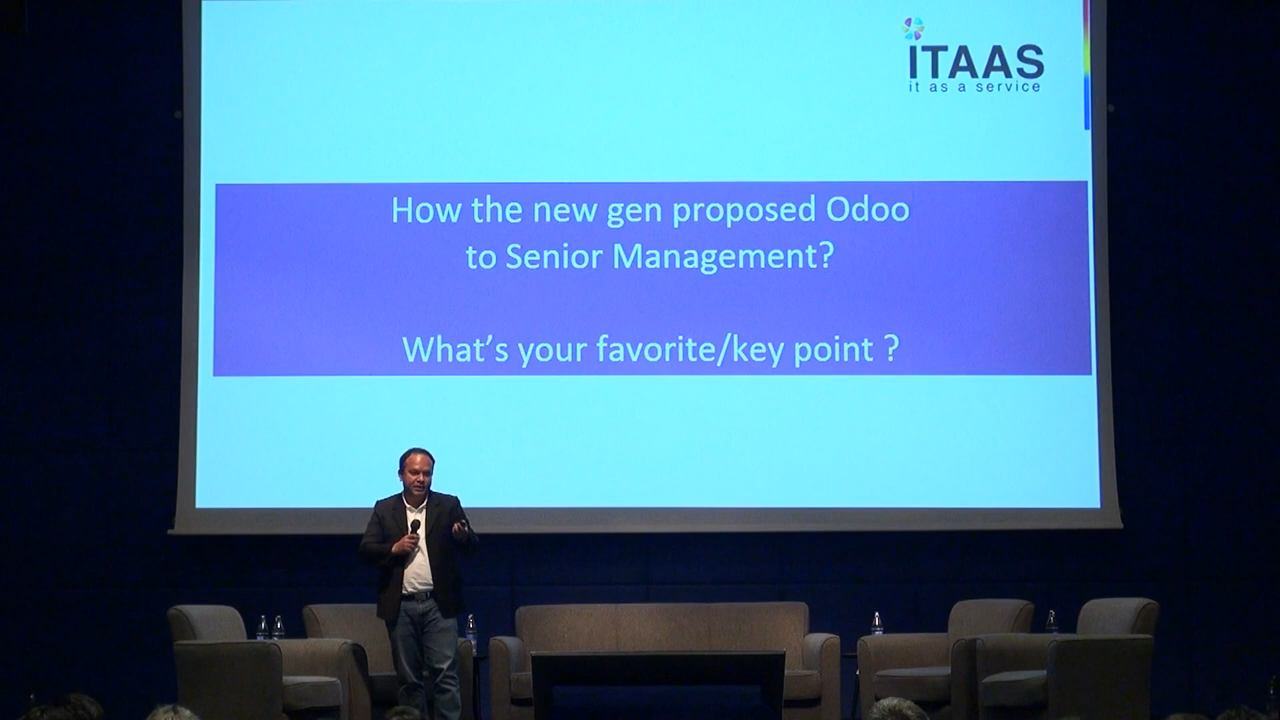 ITAAS
it as a service
How the new gen proposed Odoo
to Senior Management?
What's your favorite/key point ?